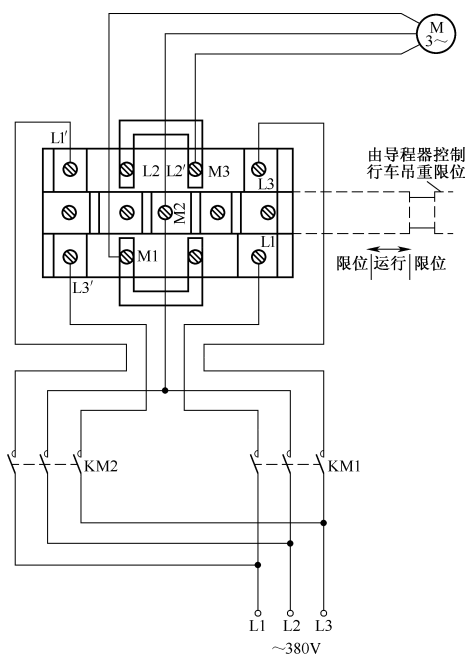 M
3～
L1′
L2
L2′
M3
L3
由导程器控制
行车吊重限位
M2
L1
M1
限位
运行
限位
L3′
KM2
KM1
L1
L2
L3
～380V